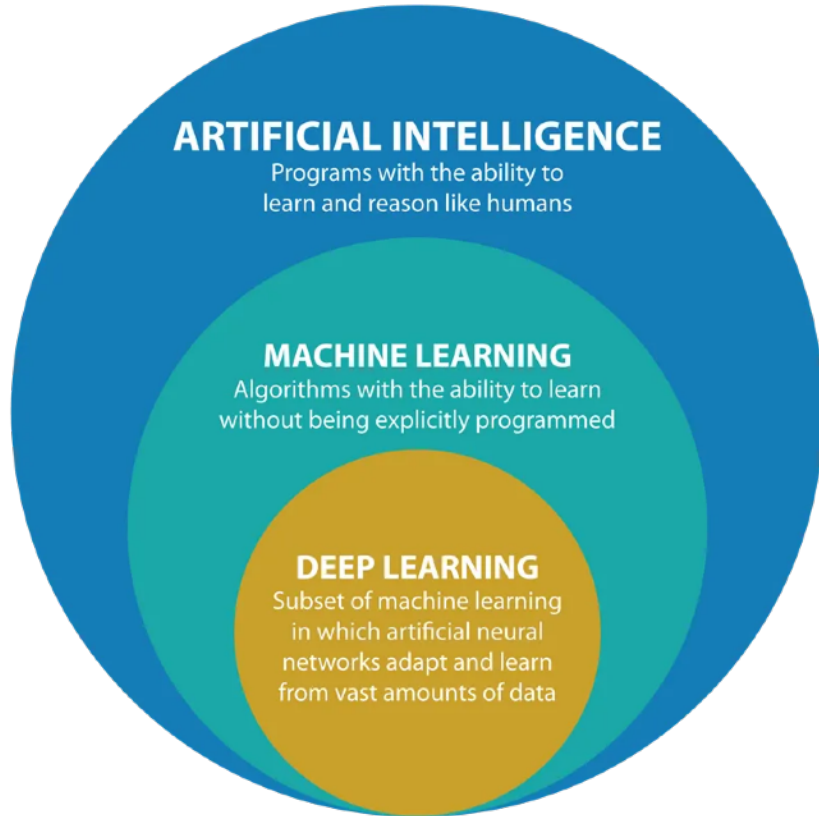 ARTIFICIAL INTELLIGENCE
Programs with the ability to
learn and reason like humans
MACHINE LEARNING
Algorithms with the ability to learn
without being explicitly programmed
DEEP LEARNING
Subset of machine learning
in which artificial neural
networks adapt and learn
from vast amounts of data